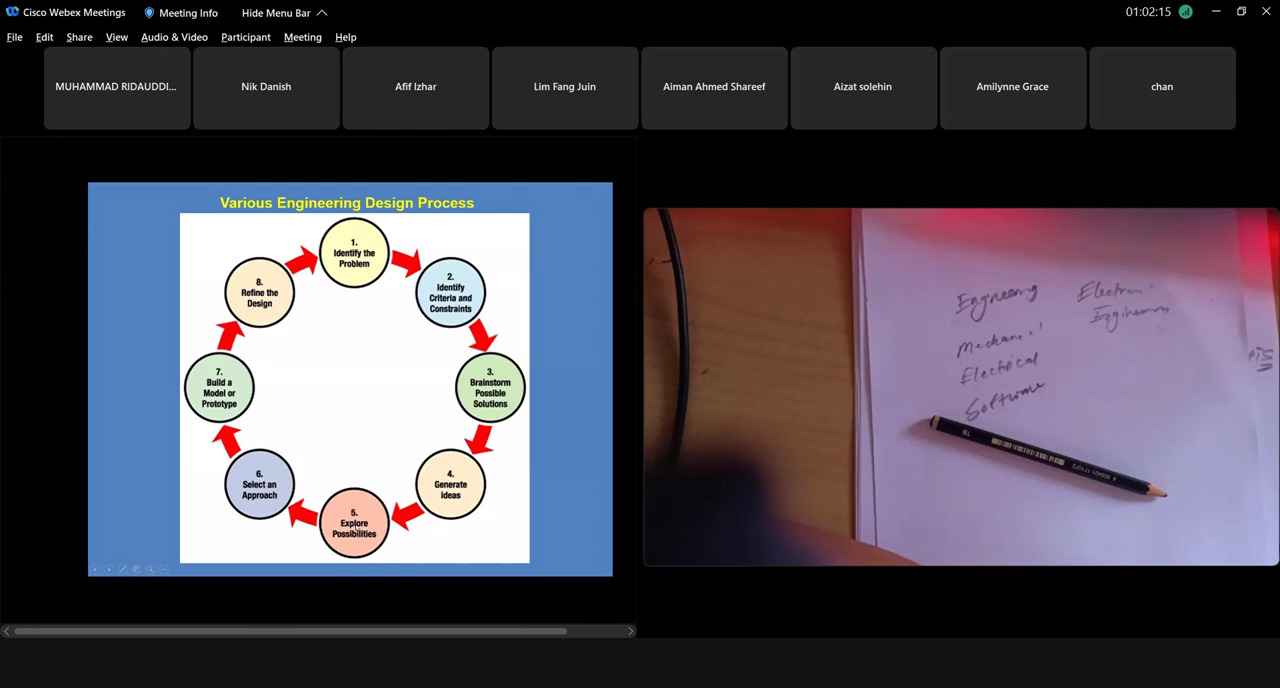 Cisco Webex Meetings
Meeting Info
Hide Menu Bar
01:02:15
File Edit Share View Audio & Video Participant Meeting Help
MUHAMMAD RIDAUDDI...
Nik Danish
Afif Izhar
Lim Fang Juin
Aiman Ahmed Shareef
Aizat solehin
Amilynne Grace
chan
Various Engineering Design Process
1.
Identify the
Problem
2.
Identify
Criteria and
Constraints
3.
Brainstorm
Possible
Solutions
4.
Generate
ideas
5.
Explore
Possibilities
6.
Select an
Approach
7.
Build a
Model or
Prototype
8.
Refine the
Design
Engineering
Electrical
Software